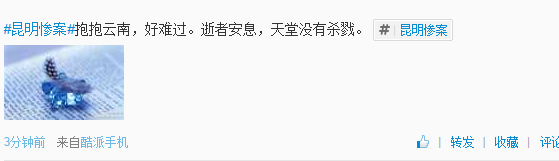 #昆明惨案#抱抱云南，好难过。逝者安息，天堂没有杀戮。 # 昆明惨案
3分钟前 来自酷派手机 转发 | 收藏 | 评论